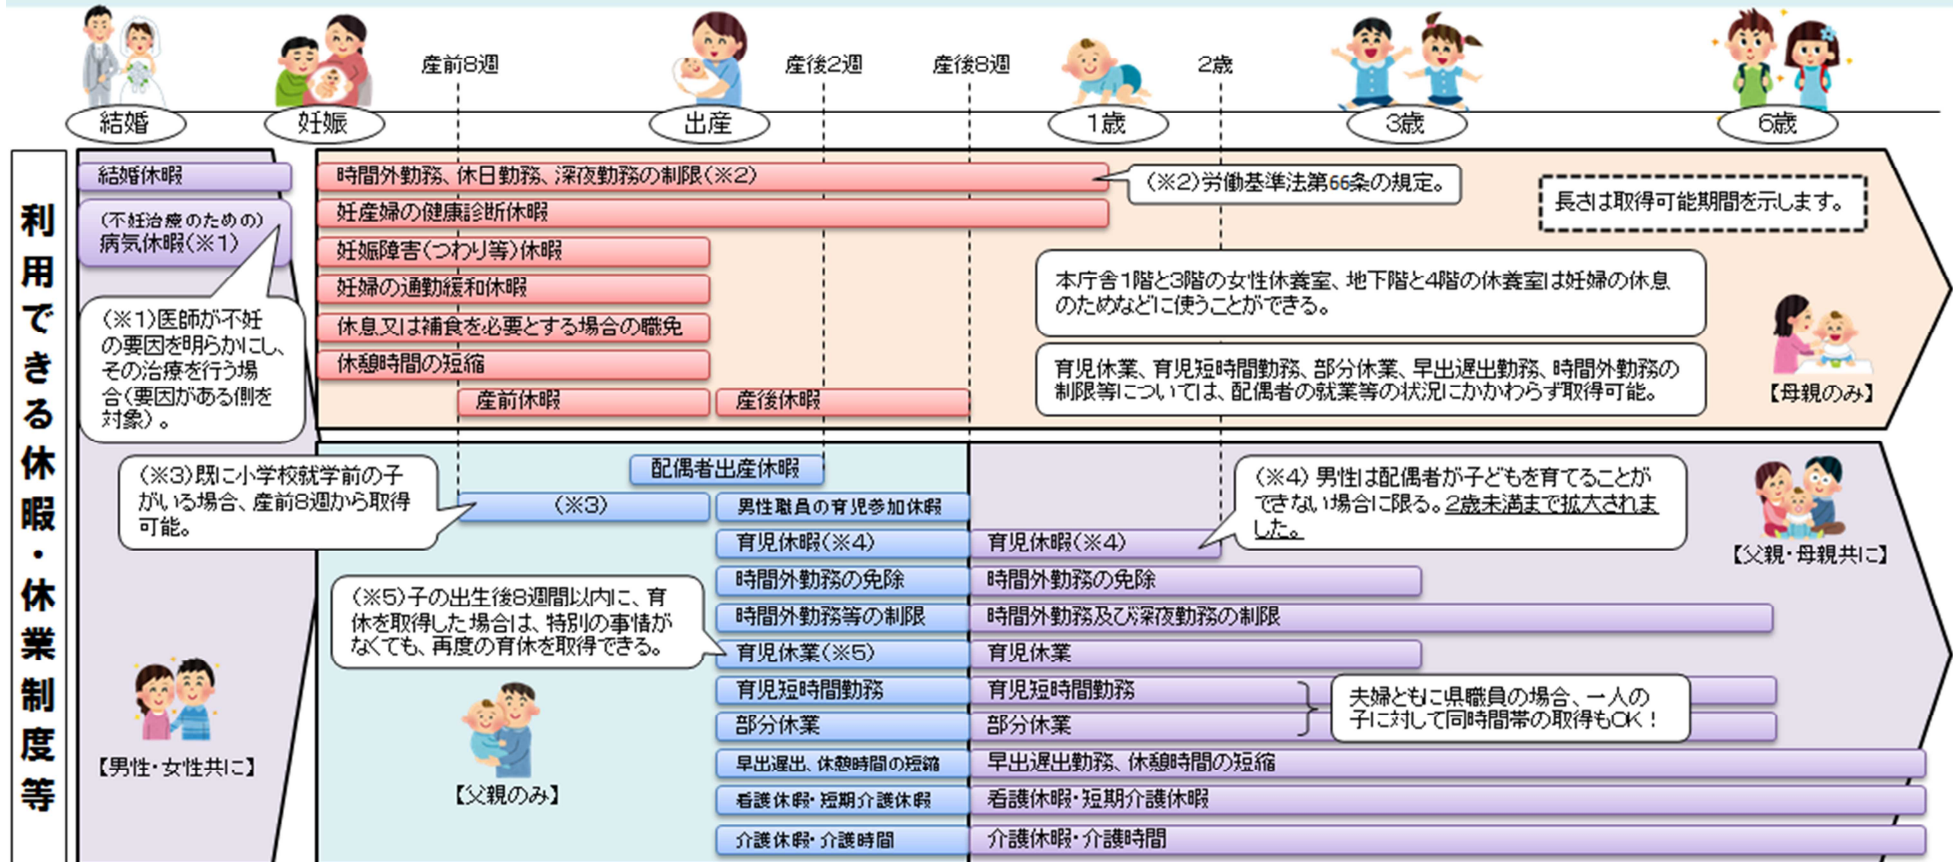 産前8週
産後2週
産後8週
2歳
結婚
妊娠
出産
1歳
3歳
6歳
利用できる休暇・休業制度等
結婚休暇
(不妊治療のための)
病気休暇(※1)
(※1)医師が不妊
の要因を明らかにし、
その治療を行う場
合(要因がある側を
対象)。
【男性・女性共に】
時間外勤務、休日勤務、深夜勤務の制限(※2)
(※2)労働基準法第66条の規定。
長さは取得可能期間を示します。
妊産婦の健康診断休暇
妊娠障害(つわり等)休暇
妊婦の通勤緩和休暇
休息又は補食を必要とする場合の職免
休憩時間の短縮
産前休暇
産後休暇
本庁舎1階と3階の女性休養室、地下階と4階の休養室は妊婦の休息
のためなどに使うことができる。
育児休業、育児短時間勤務、部分休業、早出遅出勤務、時間外勤務の
制限等については、配偶者の就業等の状況にかかわらず取得可能。
【母親のみ】
配偶者出産休暇
(※3)既に小学校就学前の子
がいる場合、産前8週から取得
可能。
(※3)
男性職員の育児参加休暇
育児休暇(※4)
育児休暇(※4)
(※4) 男性は配偶者が子どもを育てることが
できない場合に限る。2歳未満まで拡大されま
した。
【父親・母親共に】
時間外勤務の免除
時間外勤務の免除
(※5)子の出生後8週間以内に、育
休を取得した場合は、特別の事情が
なくても、再度の育休を取得できる。
時間外勤務等の制限
時間外勤務及び深夜勤務の制限
育児休業(※5)
育児休業
育児短時間勤務
育児短時間勤務
部分休業
部分休業
夫婦ともに県職員の場合、一人の
子に対して同時間帯の取得もOK!
早出遅出、休憩時間の短縮
早出遅出勤務、休憩時間の短縮
看護休暇・短期介護休暇
看護休暇・短期介護休暇
介護休暇・介護時間
介護休暇・介護時間
【父親のみ】